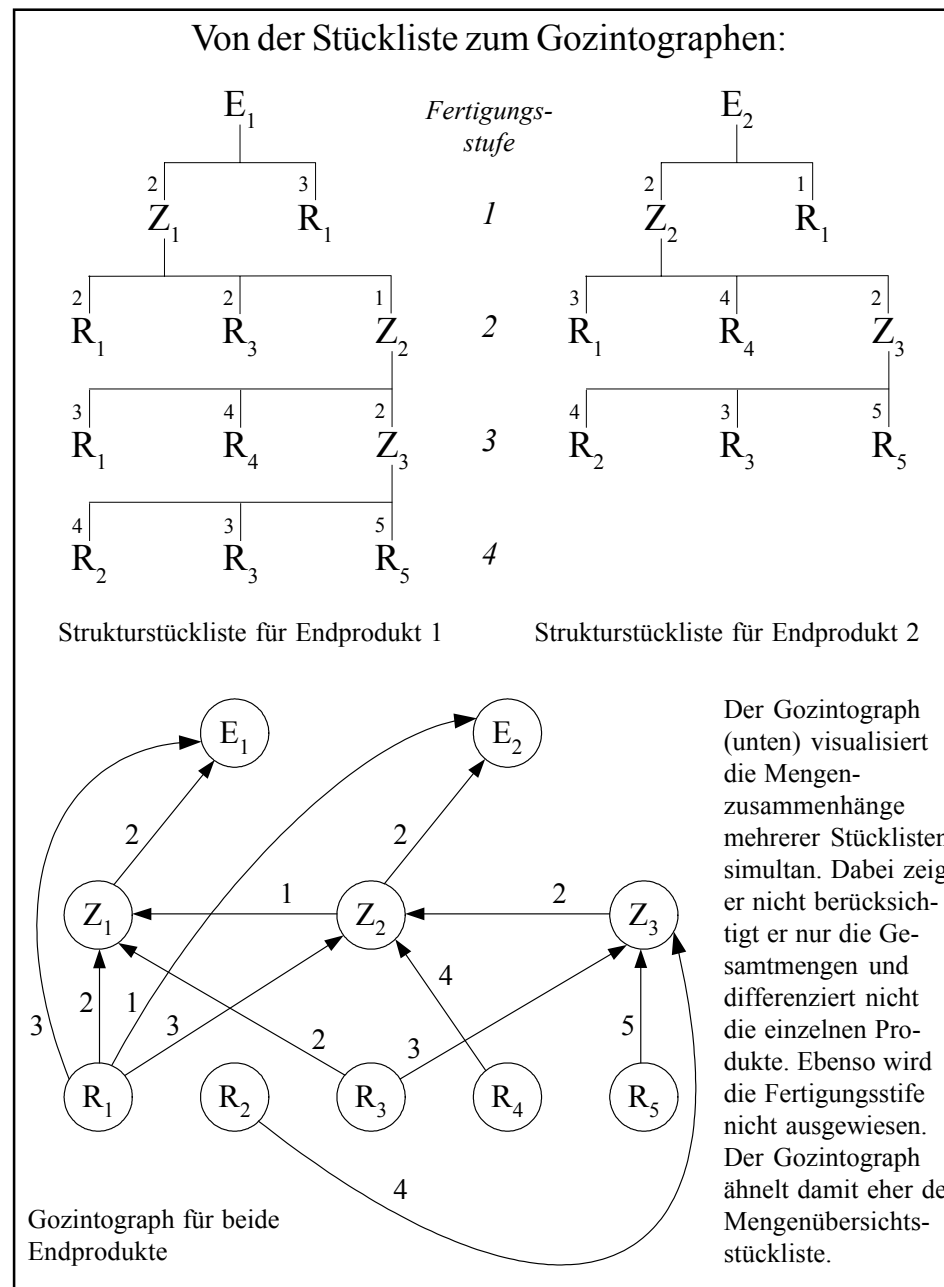 Von der Stückliste zum Gozintographen:
E1 Fertigungs- E2
stufe
2 3 2 1
Z1 R1 1 Z2 R1
2 2 1 3 4 2
R1 R3 Z2 2 R1 R4 Z3
3 4 2 4 3 5
R1 R4 Z3 3 R2 R3 R5
4 3 5
R2 R3 R5 4
Strukturstückliste für Endprodukt 1 Strukturstückliste für Endprodukt 2
E1 E2
2 2
1 2
Z1 Z2 Z3
4
3 2 1 3 2 3 5
R1 R2 R3 R4 R5
4
Gozintograph für beide
Endprodukte
Der Gozintograph
(unten) visualisiert
die Mengen-
zusammenhänge
mehrerer Stücklisten
simultan. Dabei zeig
er nicht berücksich-
tigt er nur die Ge-
samtmengen und
differenziert nicht
die einzelnen Pro-
dukte. Ebenso wird
die Fertigungsstife
nicht ausgewiesen.
Der Gozintograph
ähnelt damit eher de
Mengenübersichts-
stückliste.